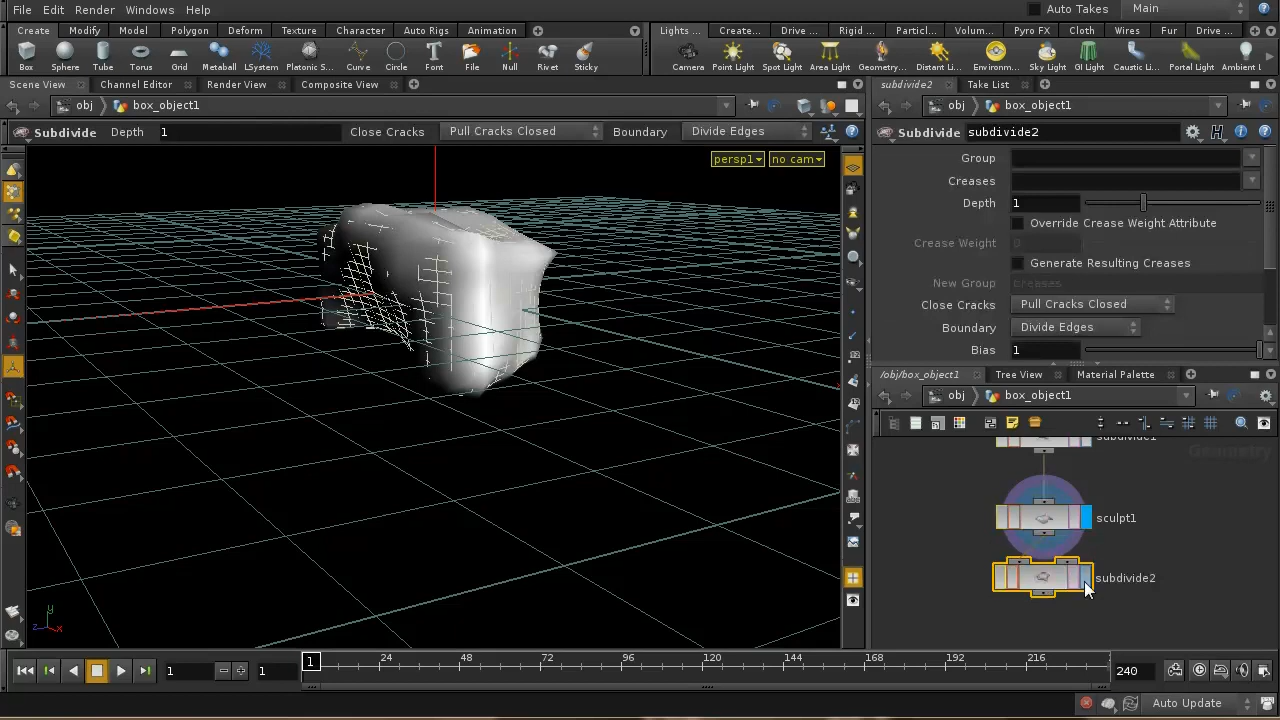 File Edit Render Windows Help Auto Takes Main
Create Modify Model Polygon Deform Texture Character Auto Rigs Animation Lights ... Create... Drive ... Rigid ... Particl... Volum... Pyro FX Cloth Wires Fur Drive ...
Box Sphere Tube Torus Grid Metaball LSystem Platonic S... Curve Circle Font File Null Rivet Sticky Camera Point Light Spot Light Area Light Geometry... Distant Li... Environm... Sky Light GI Light Caustic Li... Portal Light Ambient L
Scene View Channel Editor Render View Composite View subdivide2 Take List
obj box_object1 obj box_object1
Subdivide Depth 1 Close Cracks Pull Cracks Closed Boundary Divide Edges Subdivide subdivide2
persp1 no cam
Group
Creases
Depth 1
Override Crease Weight Attribute
Crease Weight 0
Generate Resulting Creases
New Group creases
Close Cracks Pull Cracks Closed
Boundary Divide Edges
Bias 1
/obj/box_object1 Tree View Material Palette
obj box_object1
subdivide1
Geometry
sculpt1
subdivide2
y
z x
1 1 1 24 48 72 96 120 144 168 192 216 240
Auto Update